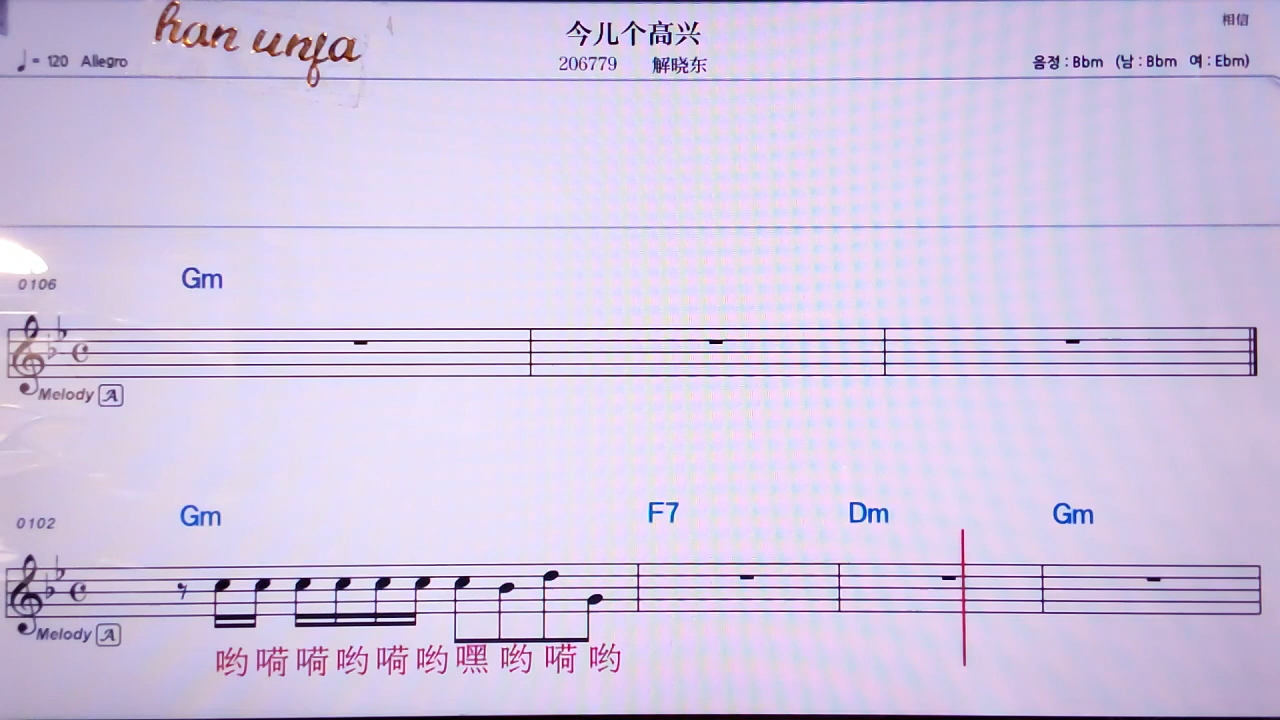 han unfa
今儿个高兴
相信
♩= 120 Allegro
206779 解晓东
음정 : Bbm (남 : Bbm 여 : Ebm)
0106 Gm
Melody A
0102 Gm F7 Dm Gm
Melody A
哟嗬嗬哟嗬哟嘿哟嗬哟